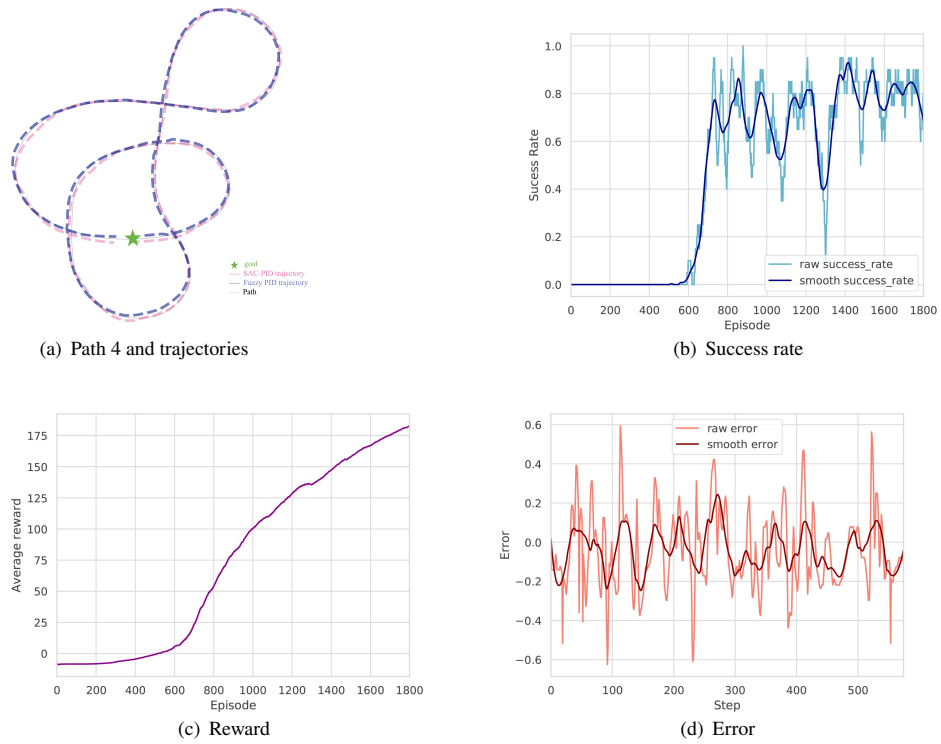 goal
SAC-PID trajectory
Fuzzy PID trajectory
Path
(a) Path 4 and trajectories
1.0
0.8
0.6
0.4
0.2
0.0
Success Rate
raw success_rate
smooth success_rate
0 200 400 600 800 1000 1200 1400 1600 1800
Episode
(b) Success rate
175
150
125
100
75
50
25
0
Average reward
0 200 400 600 800 1000 1200 1400 1600 1800
Episode
(c) Reward
0.6
0.4
0.2
0.0
−0.2
−0.4
−0.6
Error
raw error
smooth error
0 100 200 300 400 500
Step
(d) Error